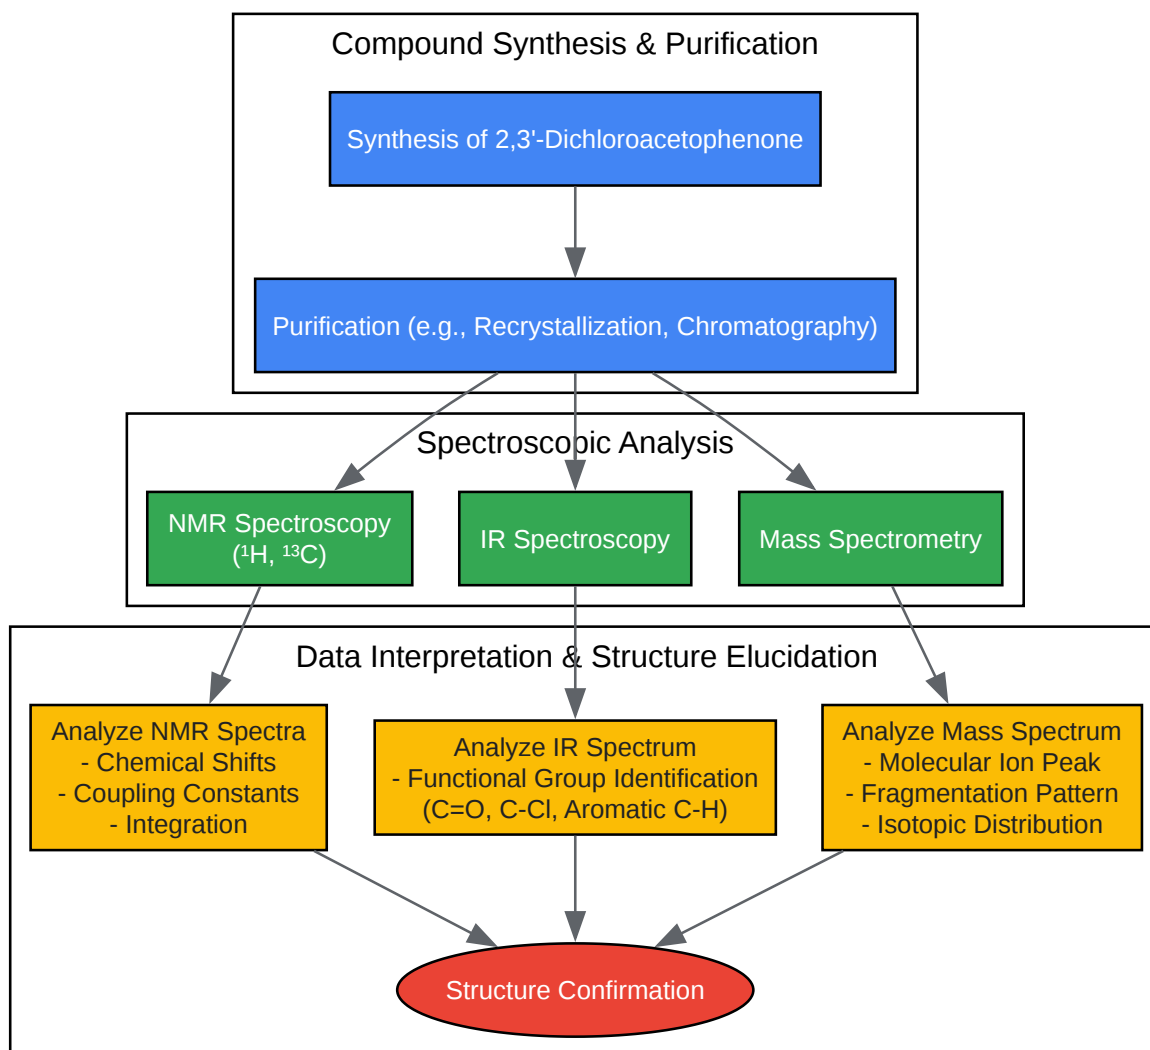 Compound Synthesis & Purification
Synthesis of 2,3'-Dichloroacetophenone
Purification (e.g., Recrystallization, Chromatography)
Spectroscopic Analysis
NMR Spectroscopy
(¹H, ¹³C)
IR Spectroscopy
Mass Spectrometry
Data Interpretation & Structure Elucidation
Analyze NMR Spectra
- Chemical Shifts
- Coupling Constants
- Integration
Analyze IR Spectrum
- Functional Group Identification
(C=O, C-Cl, Aromatic C-H)
Analyze Mass Spectrum
- Molecular Ion Peak
- Fragmentation Pattern
- Isotopic Distribution
Structure Confirmation